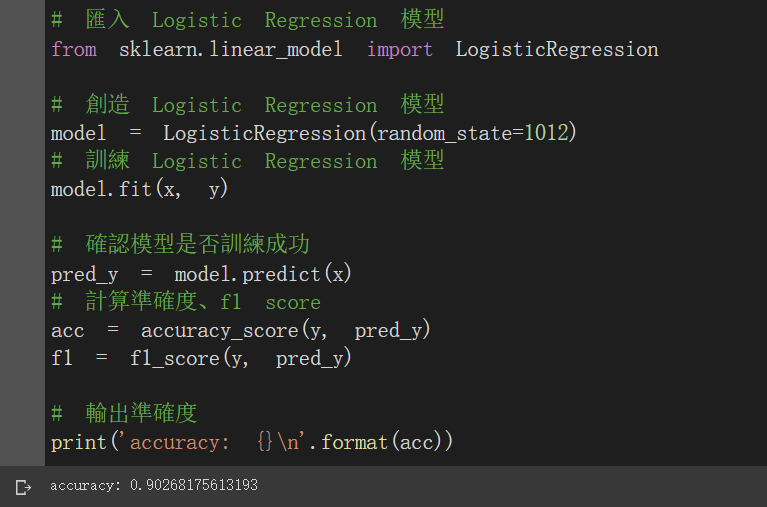 # 匯入 Logistic Regression 模型
from sklearn.linear_model import LogisticRegression
# 創造 Logistic Regression 模型
model = LogisticRegression(random_state=1012)
# 訓練 Logistic Regression 模型
model.fit(x, y)
# 確認模型是否訓練成功
pred_y = model.predict(x)
# 計算準確度、f1 score
acc = accuracy_score(y, pred_y)
f1 = f1_score(y, pred_y)
# 輸出準確度
print('accuracy: {}\n'.format(acc))
accuracy: 0.90268175613193